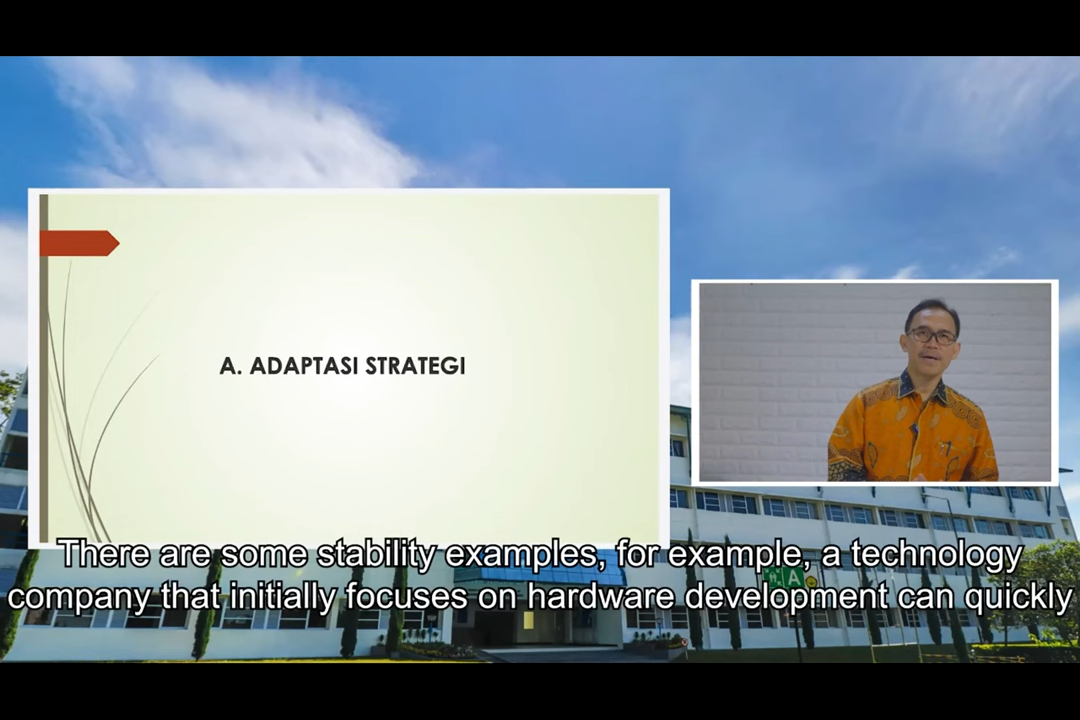 A. ADAPTASI STRATEGI
There are some stability examples, for example, a technology
company that initially focuses on hardware development can quickly
A